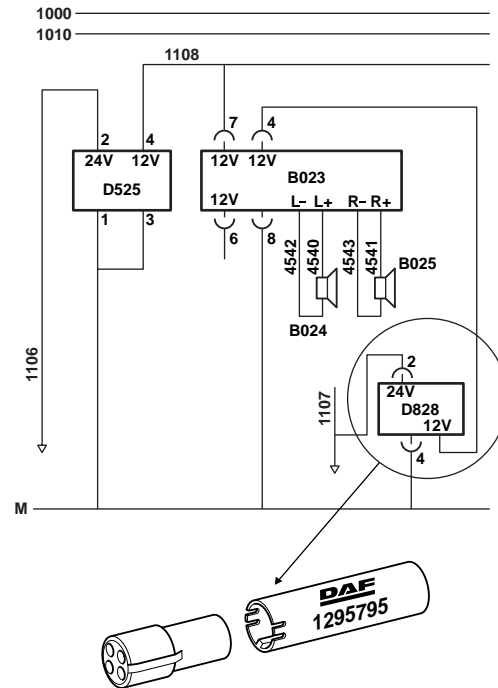 1000
1010
1108
2 4
24V 12V
D525
1 3
7 4
12V 12V
B023
12V
L– L+ R– R+
6 8
4542
4540
4543
4541
B025
B024
1106
1107
2
24V
D828
12V
4
M
DAF
1295795